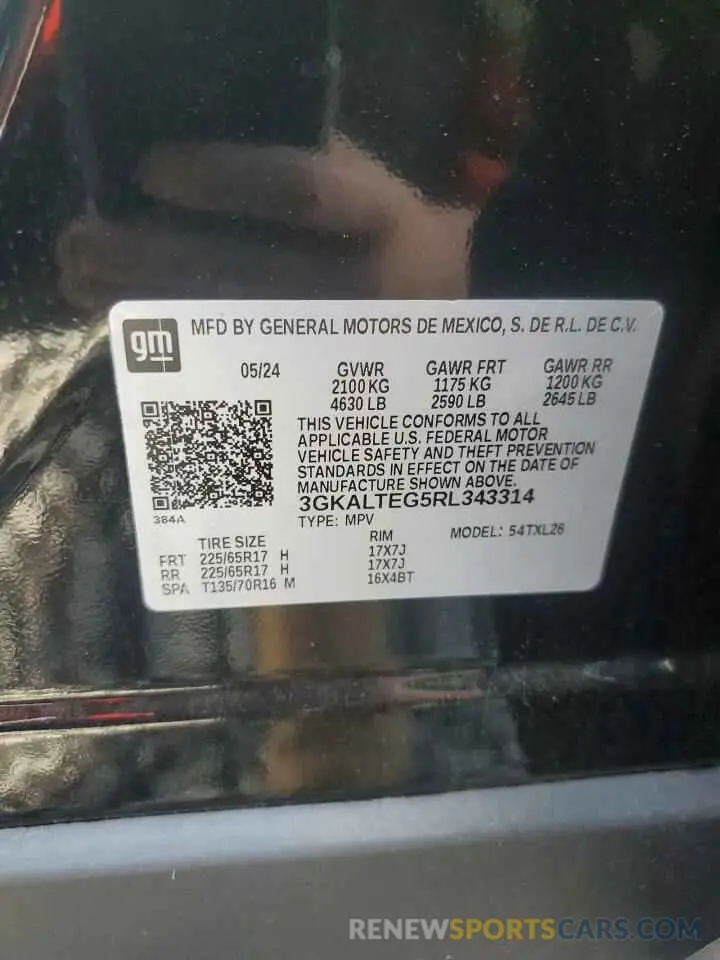 gm MFD BY GENERAL MOTORS DE MEXICO, S. DE R.L. DE C.V.
05/24 GVWR GAWR FRT GAWR RR
2100 KG 1175 KG 1200 KG
4630 LB 2590 LB 2645 LB
THIS VEHICLE CONFORMS TO ALL
APPLICABLE U.S. FEDERAL MOTOR
VEHICLE SAFETY AND THEFT PREVENTION
STANDARDS IN EFFECT ON THE DATE OF
MANUFACTURE SHOWN ABOVE.
3GKALTEG5RL343314
384A TYPE: MPV
TIRE SIZE RIM MODEL: 54TXL26
FRT 225/65R17 H 17X7J
RR 225/65R17 H 17X7J
SPA T135/70R16 M 16X4BT
RENEWSPORTSCARS.COM